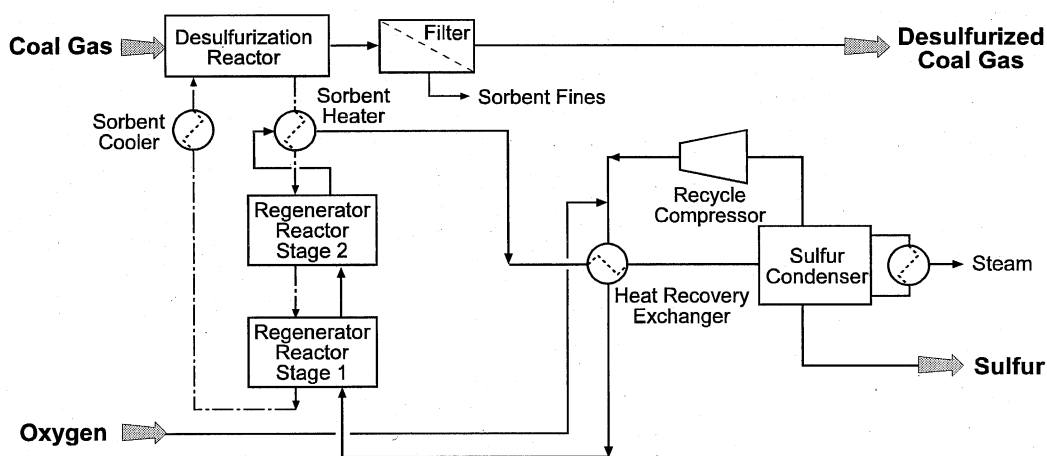 Coal Gas
Desulfurization
Reactor
Filter
Desulfurized
Coal Gas
Sorbent Fines
Sorbent
Heater
Sorbent
Cooler
Recycle
Compressor
Regenerator
Reactor
Stage 2
Sulfur
Condenser
Steam
Heat Recovery
Exchanger
Regenerator
Reactor
Stage 1
Sulfur
Oxygen